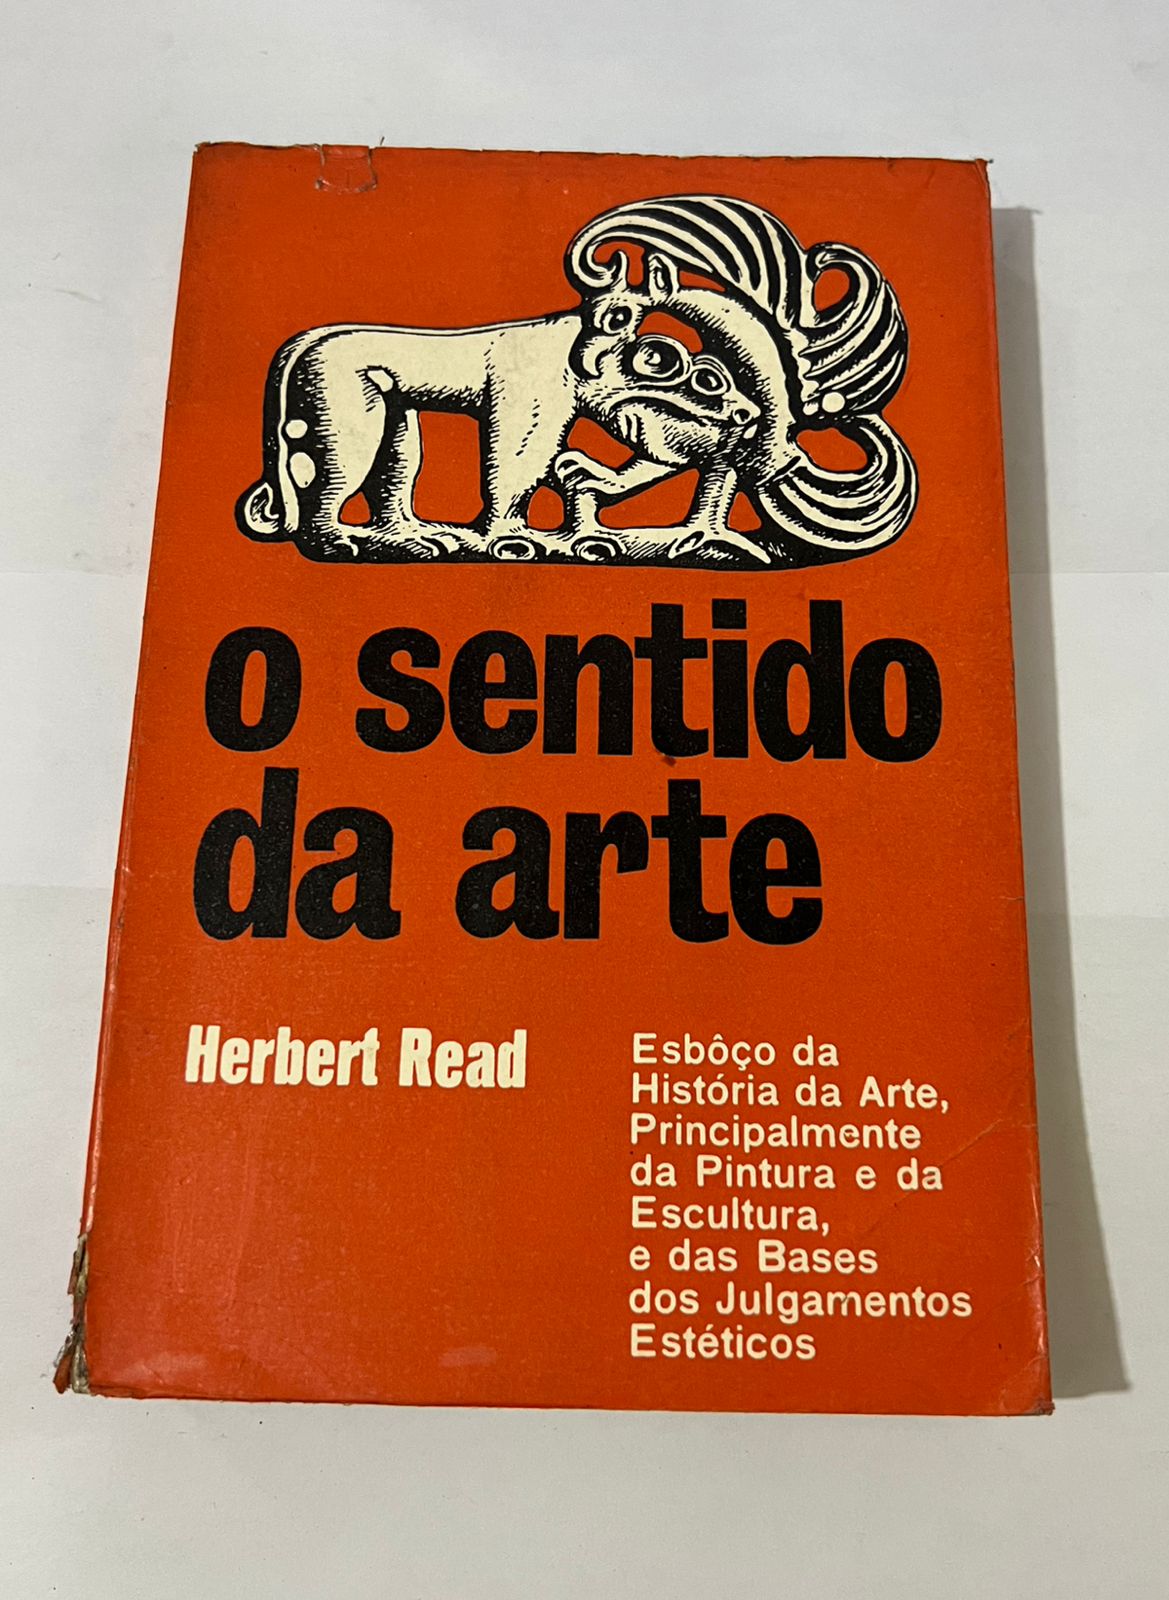 o sentido
da arte
Herbert Read
Esbôço da
História da Arte,
Principalmente
da Pintura e da
Escultura,
e das Bases
dos Julgamentos
Estéticos